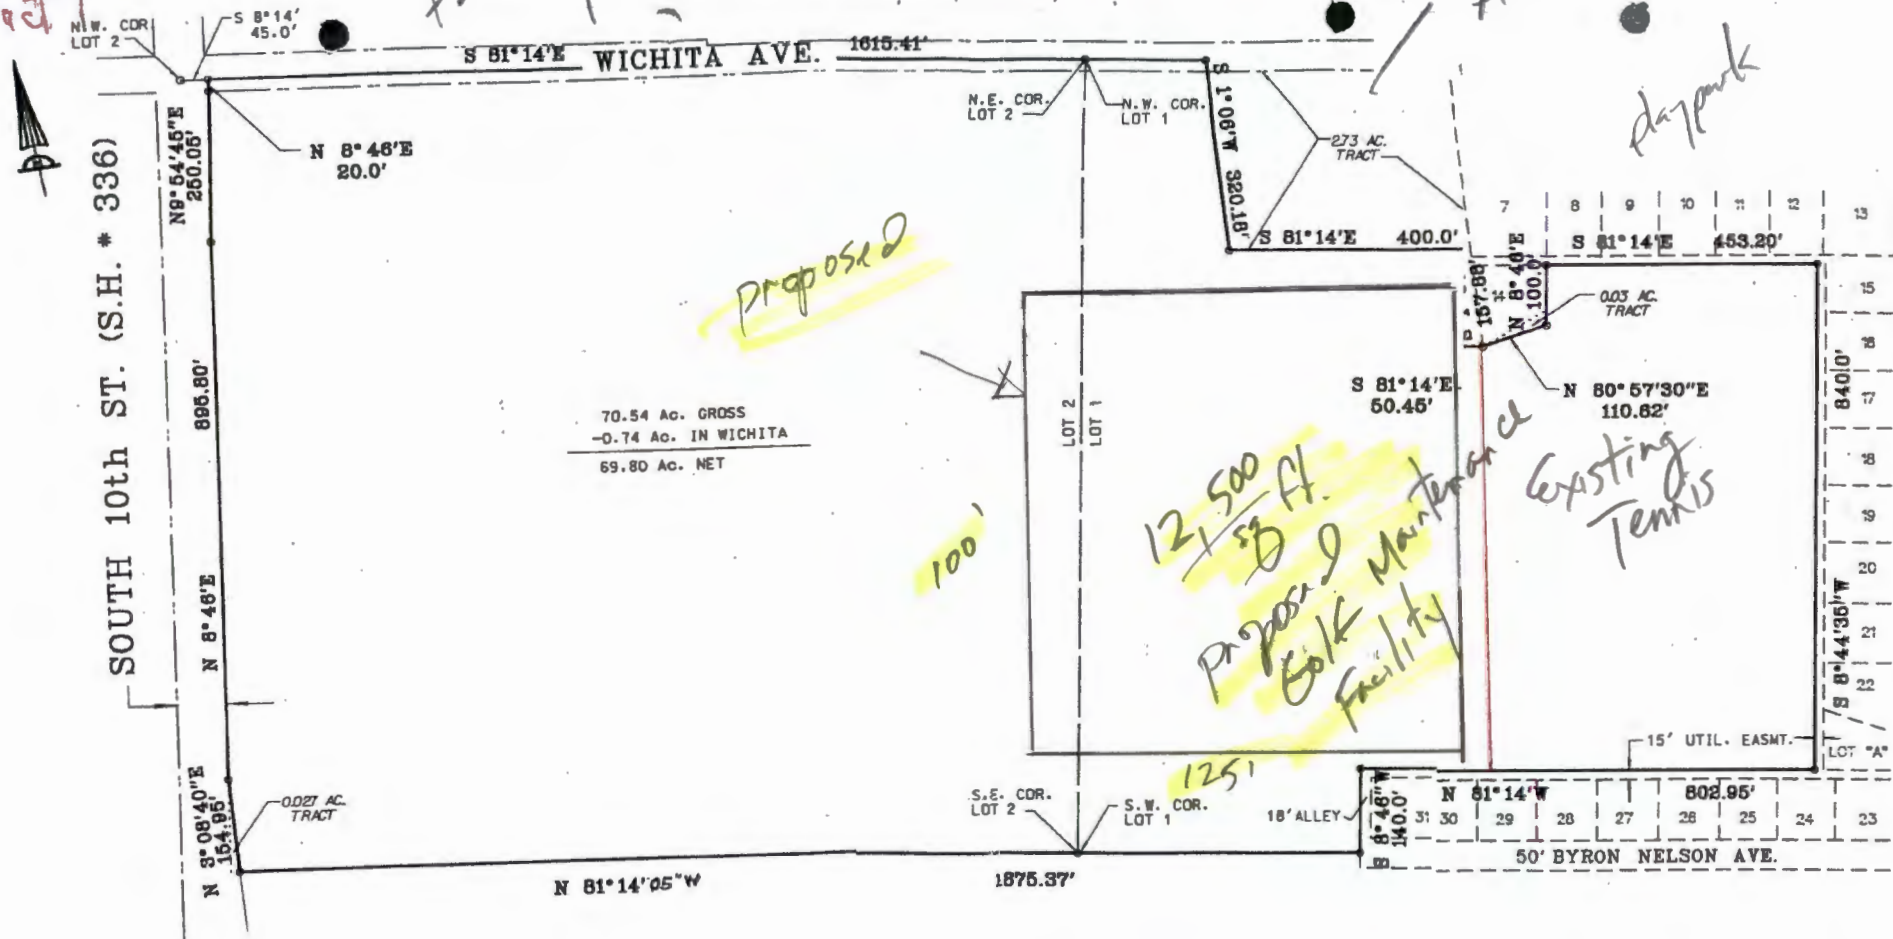 N.W. COR.
LOT 2
S 8°14'
45.0'
S 81°14'E
WICHITA AVE.
1615.41'
N.E. COR.
LOT 2
N.W. COR.
LOT 1
S 1°06'W 320.18'
2.73 AC.
TRACT
daypark
N9°54'45"E
250.05'
N 8°46'E
20.0'
SOUTH 10th ST. (S.H. * 336)
7
8
9
10
11
12
13
S 81°14'E 400.0'
S 81°14'E 453.20'
157.88'
14
N 8°46'E
100.0'
0.03 AC.
TRACT
15
16
17
18
19
20
21
22
proposed
895.80'
N 8°46'E
70.54 Ac. GROSS
-0.74 Ac. IN WICHITA
69.80 Ac. NET
LOT 2
LOT 1
S 81°14'E
50.45'
N 80°57'30"E
110.82'
840.0'
S 8°44'35"W
Existing
Tennis
100'
12,500
sq ft.
proposed
Golf Maintenance
Facility
125'
15' UTIL. EASMT.
LOT "A"
N 3°08'40"E
154.95'
0.027 AC.
TRACT
S.E. COR.
LOT 2
S.W. COR.
LOT 1
18' ALLEY
S 8°46'W
140.0'
N 81°14'W
802.95'
31
30
29
28
27
26
25
24
23
50' BYRON NELSON AVE.
N 81°14'05"W
1875.37'